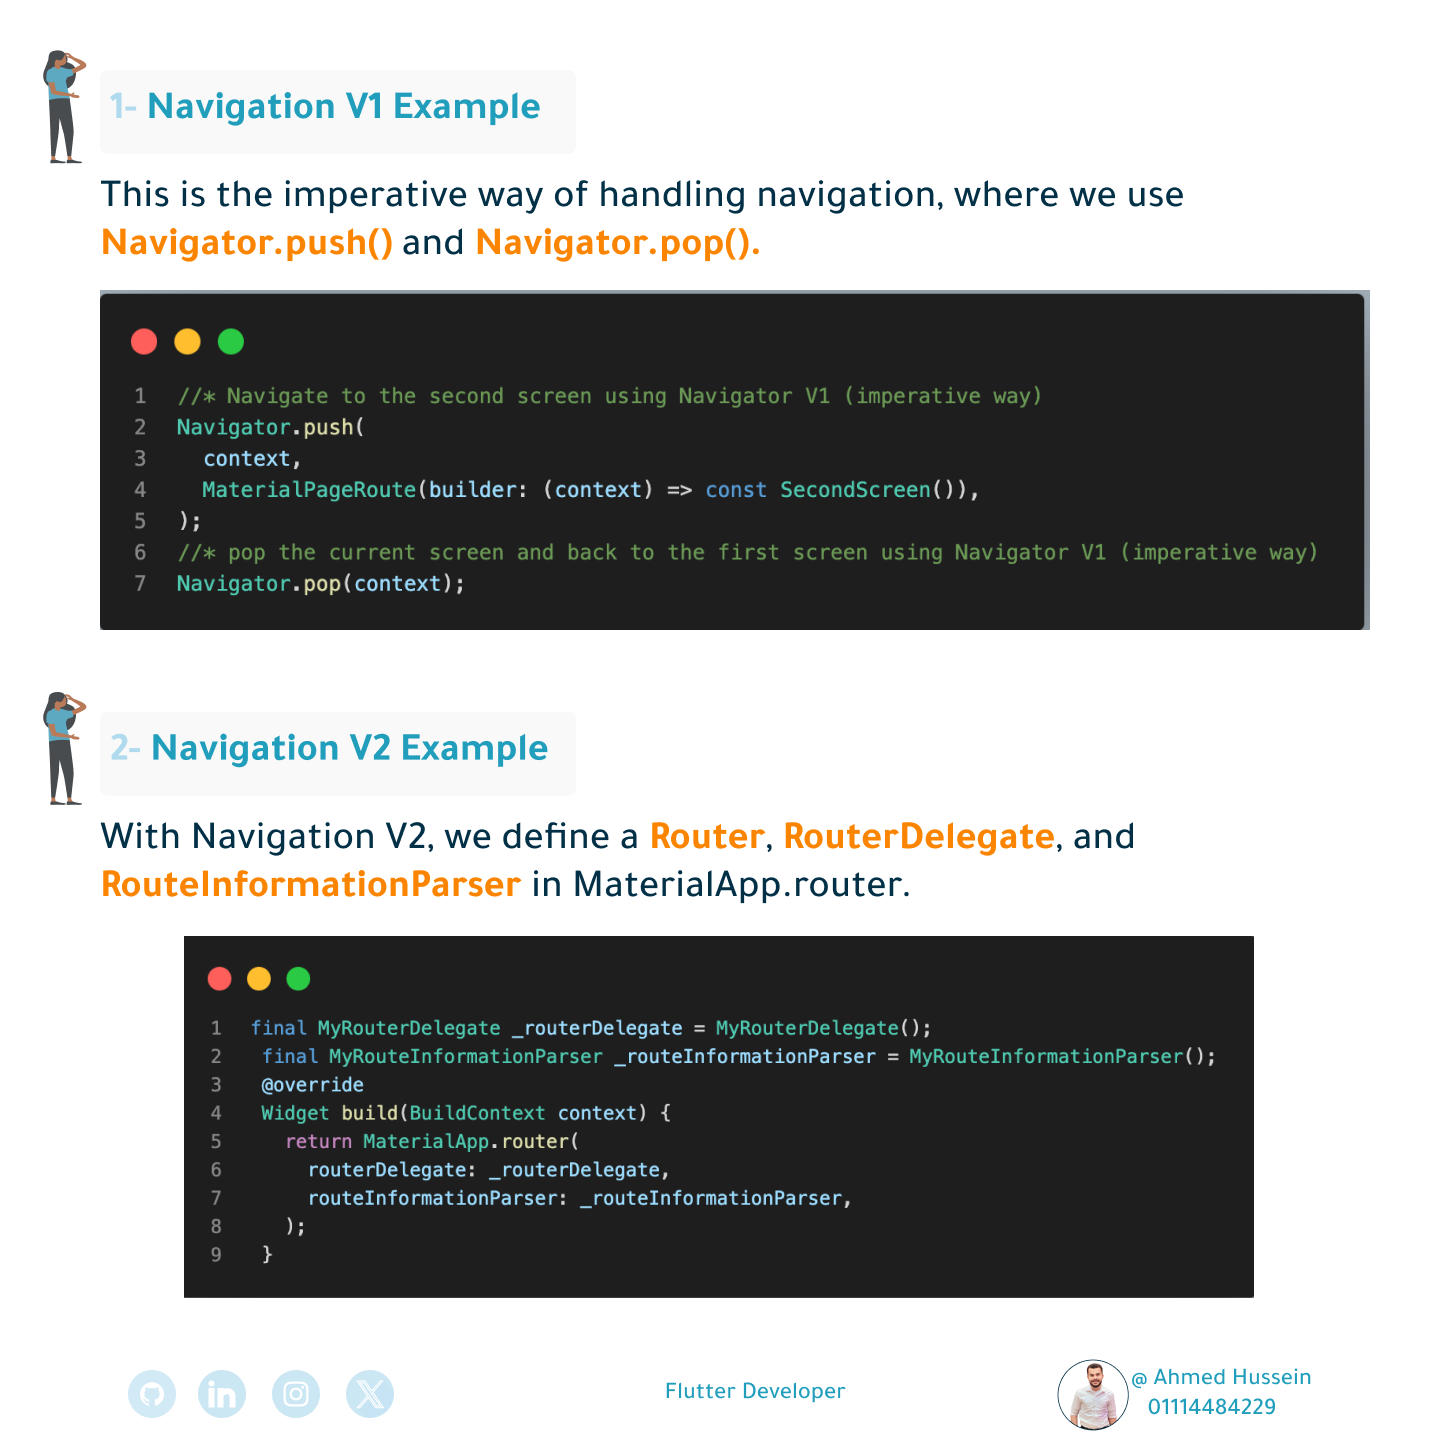 1- Navigation V1 Example
This is the imperative way of handling navigation, where we use
Navigator.push() and Navigator.pop().
1 //* Navigate to the second screen using Navigator V1 (imperative way)
2 Navigator.push(
3   context,
4   MaterialPageRoute(builder: (context) => const SecondScreen()),
5 );
6 //* pop the current screen and back to the first screen using Navigator V1 (imperative way)
7 Navigator.pop(context);
2- Navigation V2 Example
With Navigation V2, we define a Router, RouterDelegate, and
RouteInformationParser in MaterialApp.router.
1 final MyRouterDelegate _routerDelegate = MyRouterDelegate();
2  final MyRouteInformationParser _routeInformationParser = MyRouteInformationParser();
3  @override
4  Widget build(BuildContext context) {
5    return MaterialApp.router(
6      routerDelegate: _routerDelegate,
7      routeInformationParser: _routeInformationParser,
8    );
9  }
Flutter Developer
@ Ahmed Hussein
01114484229